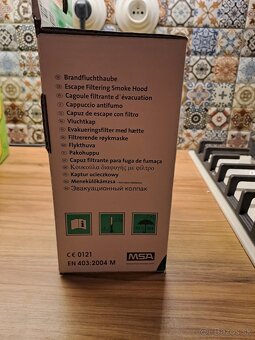 Brandfluchthaube
Escape Filtering Smoke Hood
Cagoule filtrante d'évacuation
Cappuccio antifumo
Capuz de escape con filtro
Vluchtkap
Evakueringsfilter med hætte
Filtrerende røykmaske
Flykthuva
Pakohuppu
Capuz filtrante para fuga de fumaça
Κουκούλα διαφυγής με φίλτρο
Kaptur ucieczkowy
Menekülőkámzsa
Эвакуационный колпак
CE 0121
EN 403:2004 M
MSA